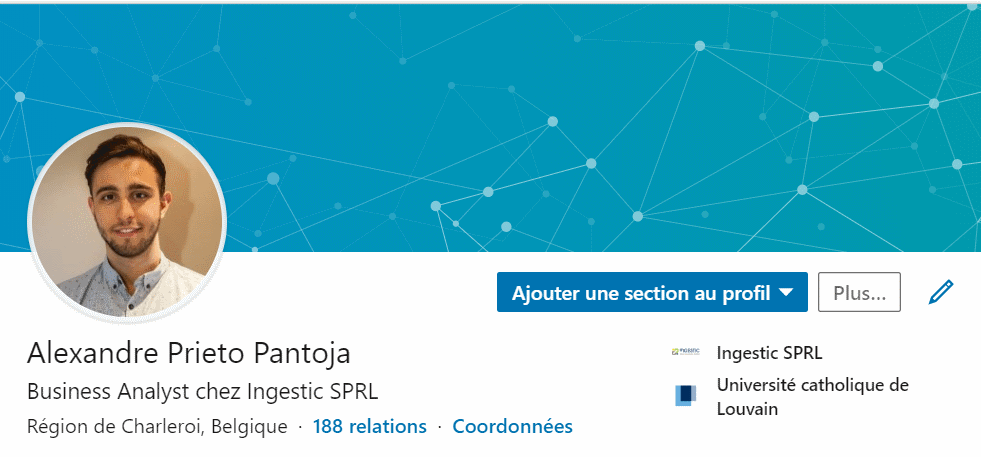 Ajouter une section au profil
Plus...
Alexandre Prieto Pantoja
Business Analyst chez Ingestic SPRL
Région de Charleroi, Belgique · 188 relations · Coordonnées
Ingestic SPRL
Université catholique de
Louvain